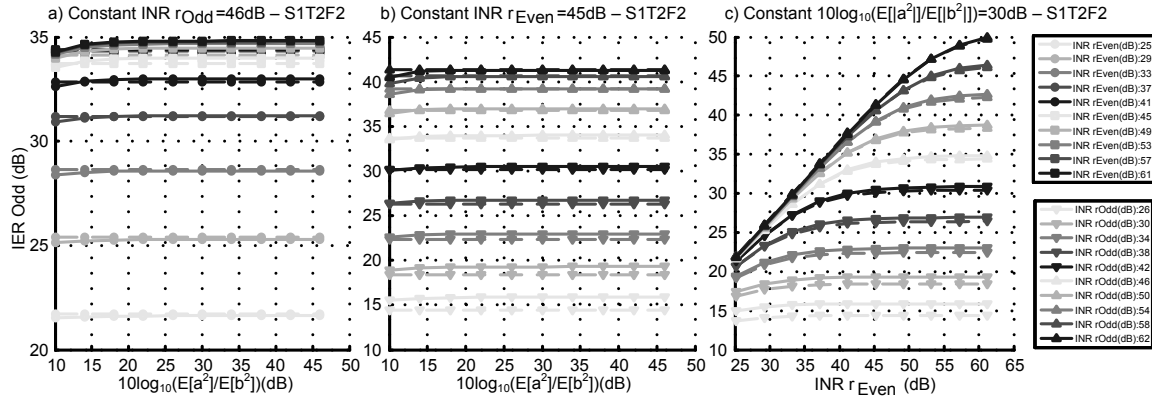 a) Constant INR rOdd =46dB – S1T2F2
b) Constant INR rEven =45dB – S1T2F2
c) Constant 10log10(E[|a²|]/E[|b²|])=30dB – S1T2F2
IER Odd (dB)
35
30
25
20
10 15 20 25 30 35 40 45 50
10log10(E[a²]/E[b²])(dB)
45
40
35
30
25
20
15
10
10 15 20 25 30 35 40 45 50
10log10(E[a²]/E[b²])(dB)
50
45
40
35
30
25
20
15
10
25 30 35 40 45 50 55 60 65
INR rEven (dB)
INR rEven(dB):25
INR rEven(dB):29
INR rEven(dB):33
INR rEven(dB):37
INR rEven(dB):41
INR rEven(dB):45
INR rEven(dB):49
INR rEven(dB):53
INR rEven(dB):57
INR rEven(dB):61
INR rOdd(dB):26
INR rOdd(dB):30
INR rOdd(dB):34
INR rOdd(dB):38
INR rOdd(dB):42
INR rOdd(dB):46
INR rOdd(dB):50
INR rOdd(dB):54
INR rOdd(dB):58
INR rOdd(dB):62